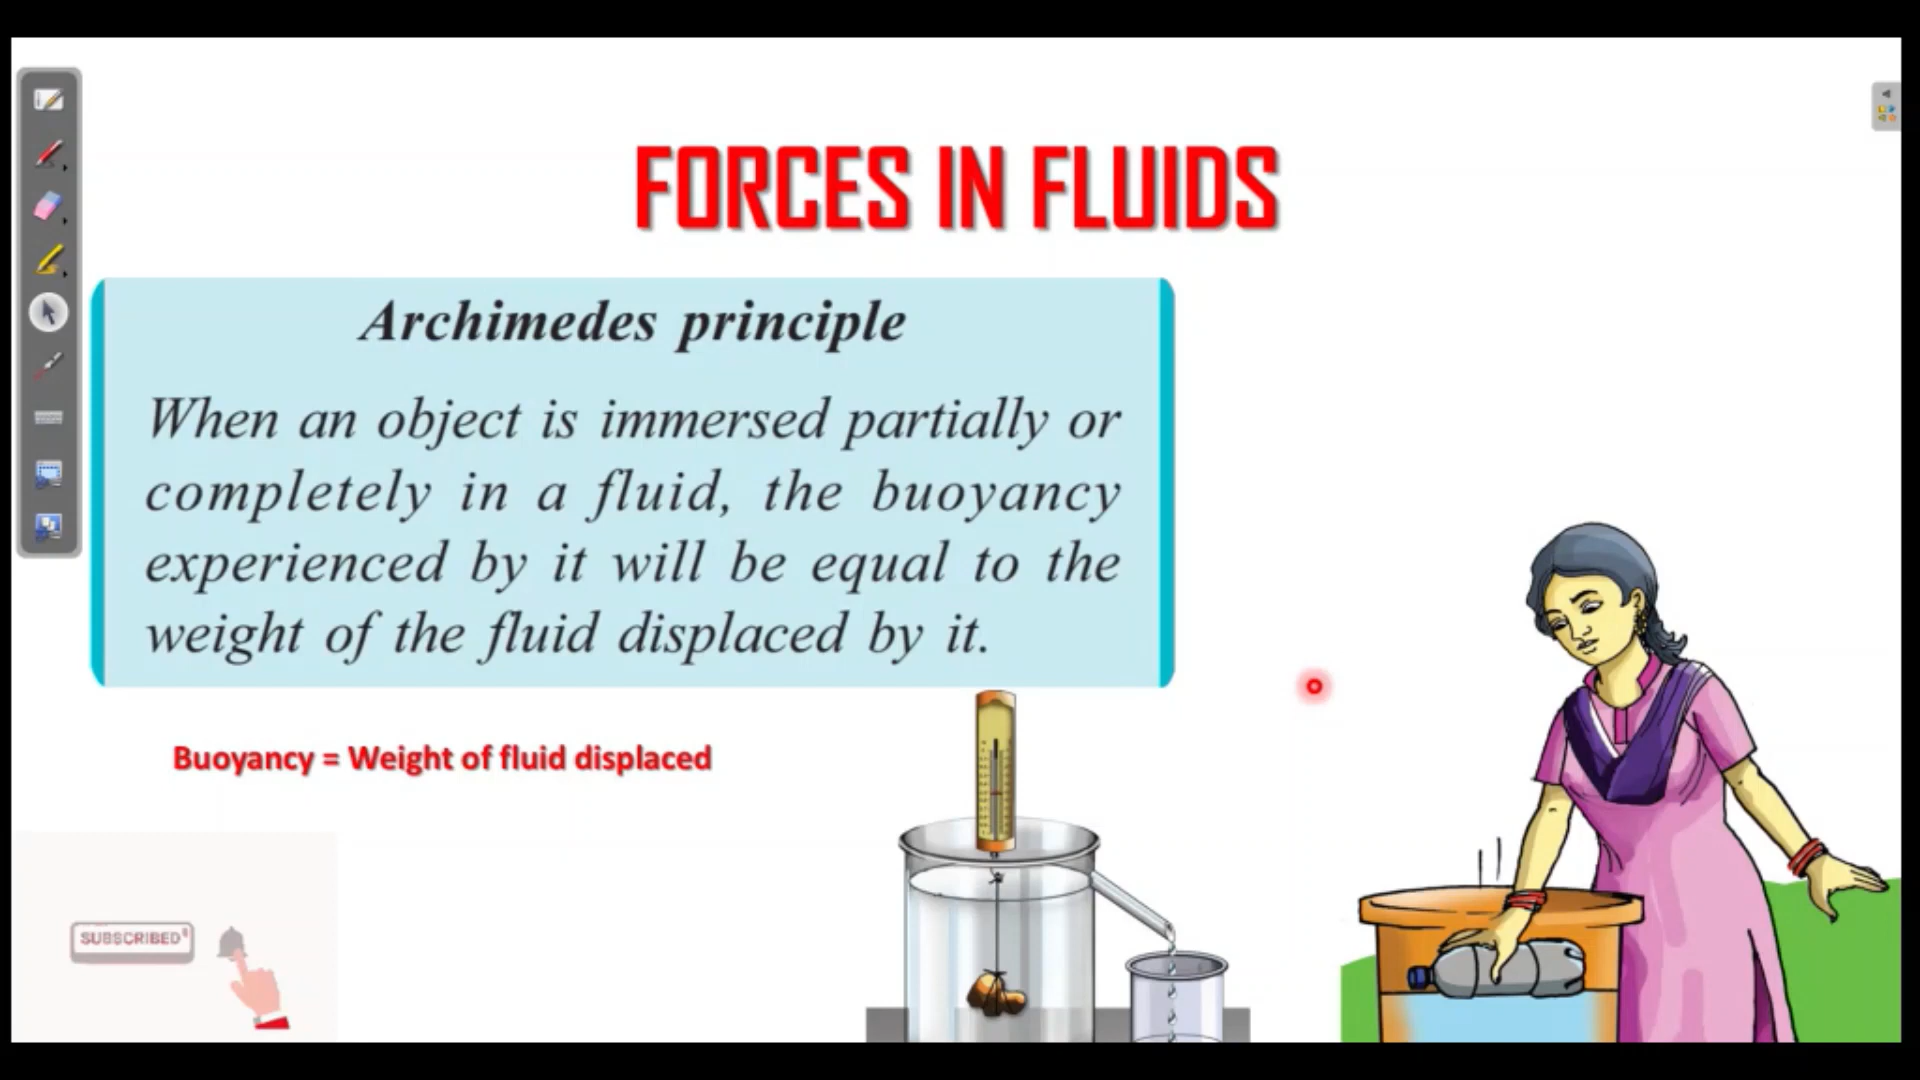 FORCES IN FLUIDS
Archimedes principle
When an object is immersed partially or
completely in a fluid, the buoyancy
experienced by it will be equal to the
weight of the fluid displaced by it.
Buoyancy = Weight of fluid displaced
SUBSCRIBED